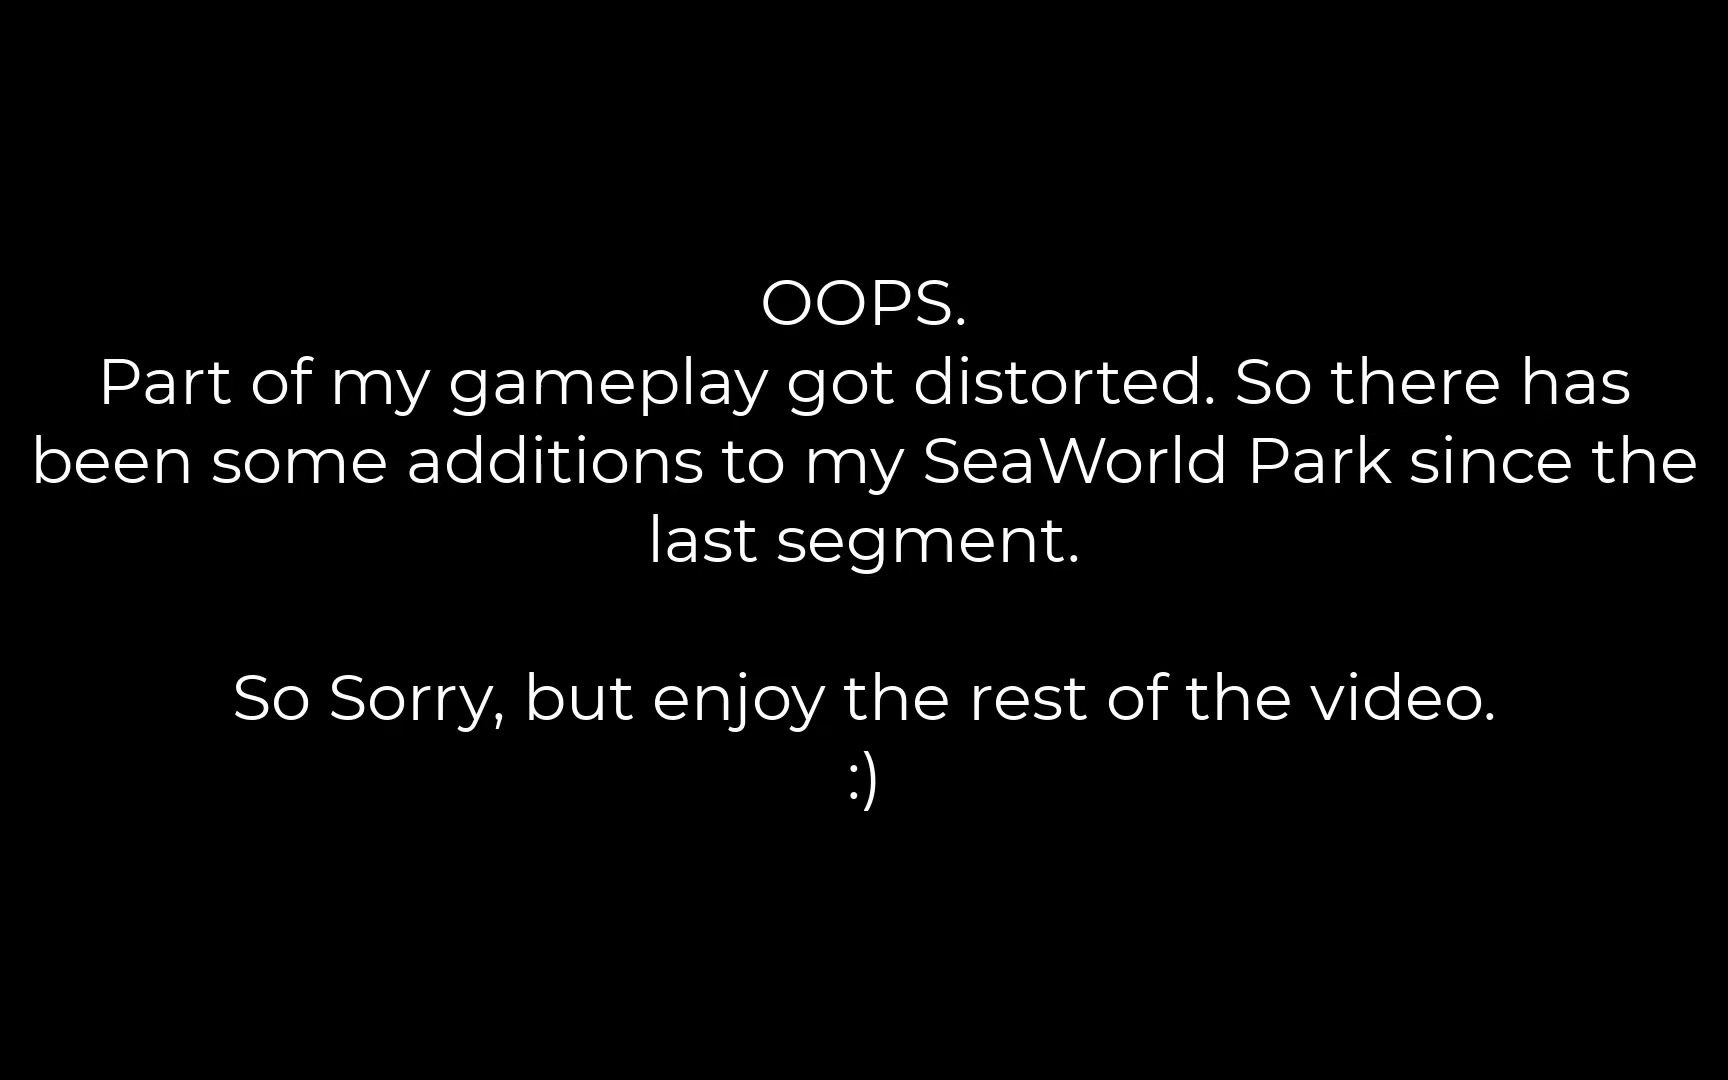 OOPS.
Part of my gameplay got distorted. So there has
been some additions to my SeaWorld Park since the
last segment.
So Sorry, but enjoy the rest of the video.
:)